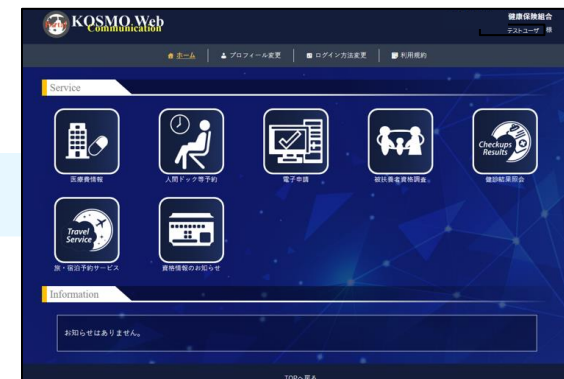 KOSMO Web
Communication
健康保険組合
テストユーザ 様
ホーム
プロフィール変更
ログイン方法変更
利用規約
Service
医療費情報
人間ドック等予約
電子申請
被扶養者資格調査
Checkups
Results
健診結果照会
Travel
Service
旅・宿泊予約サービス
資格情報のお知らせ
Information
お知らせはありません。
TOPへ戻る